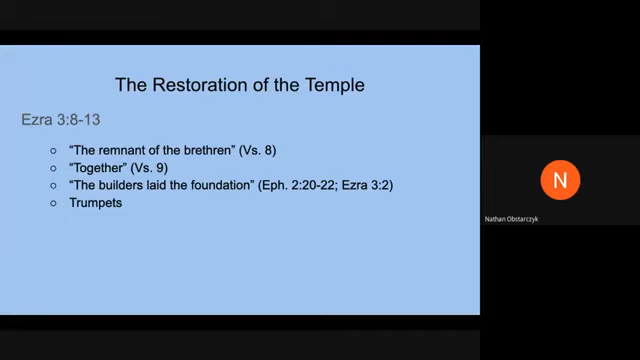 The Restoration of the Temple
Ezra 3:8-13
○ “The remnant of the brethren” (Vs. 8)
○ “Together” (Vs. 9)
○ “The builders laid the foundation” (Eph. 2:20-22; Ezra 3:2)
○ Trumpets
N
Nathan Obstarczyk